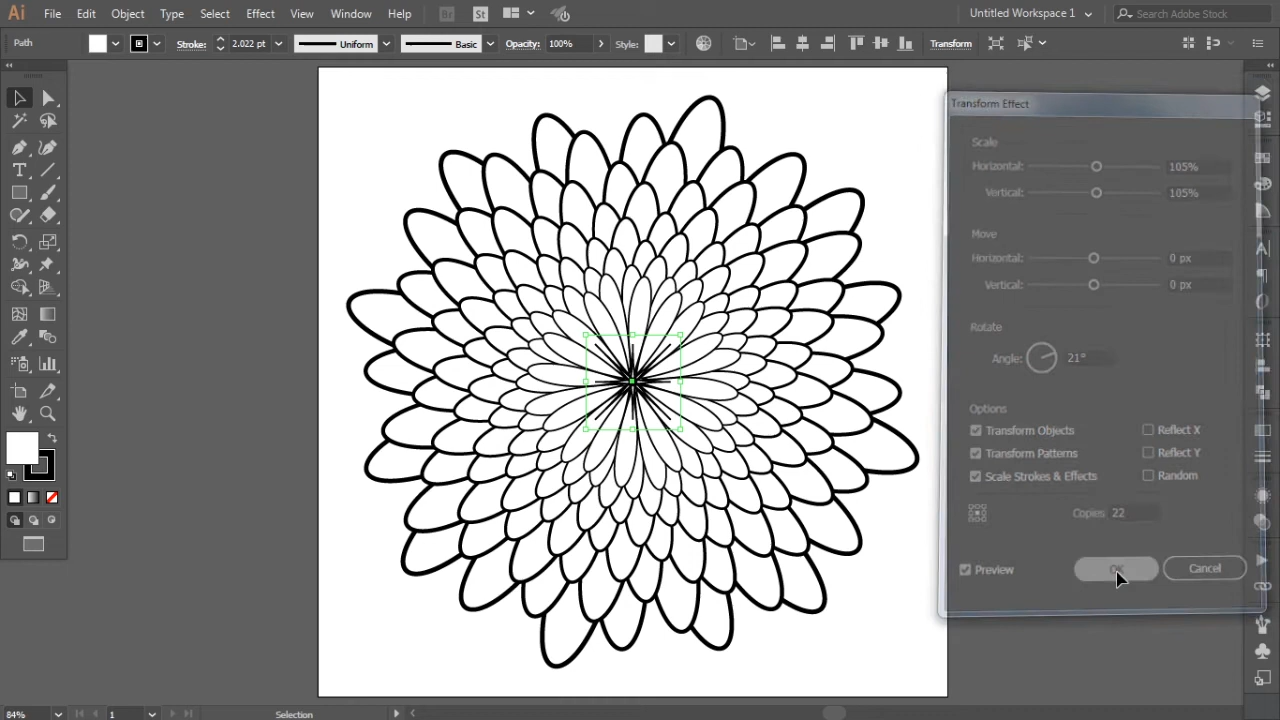 Ai File Edit Object Type Select Effect View Window Help Br St Untitled Workspace 1 Search Adobe Stock
Path Stroke: 2.022 pt Uniform Basic Opacity: 100% Style: Transform
Transform Effect
Scale
Horizontal: 105%
Vertical: 105%
Move
Horizontal: 0 px
Vertical: 0 px
Rotate
Angle: 21°
Options
Transform Objects Reflect X
Transform Patterns Reflect Y
Scale Strokes & Effects Random
Copies 22
Preview OK Cancel
84% 1 Selection